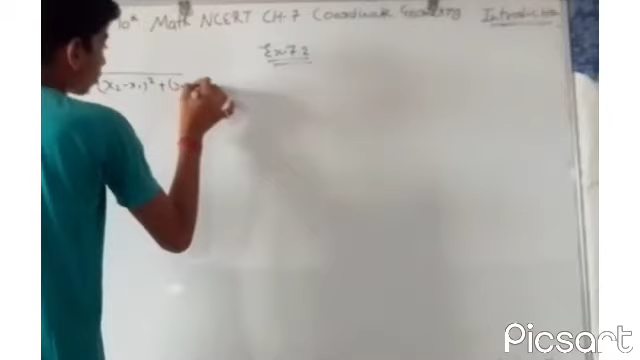 10th Math NCERT CH-7 Coordinate Geometry Introduction
Ex 7.2
(x₂-x₁)² + (
Picsart